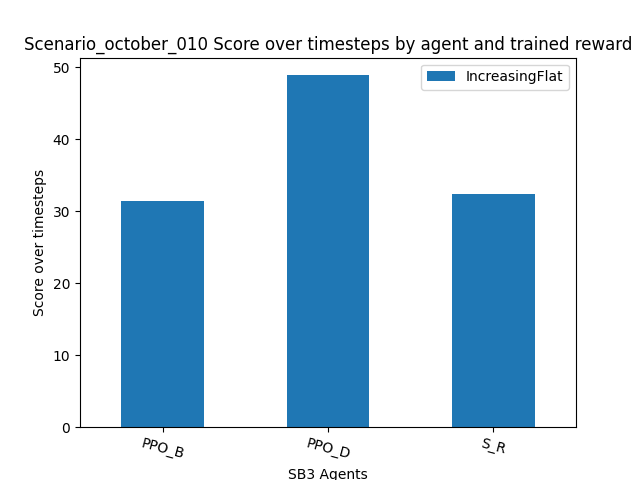 Scenario_october_010 Score over timesteps by agent and trained reward
IncreasingFlat
Score over timesteps
50
40
30
20
10
0
PPO_B
PPO_D
S_R
SB3 Agents